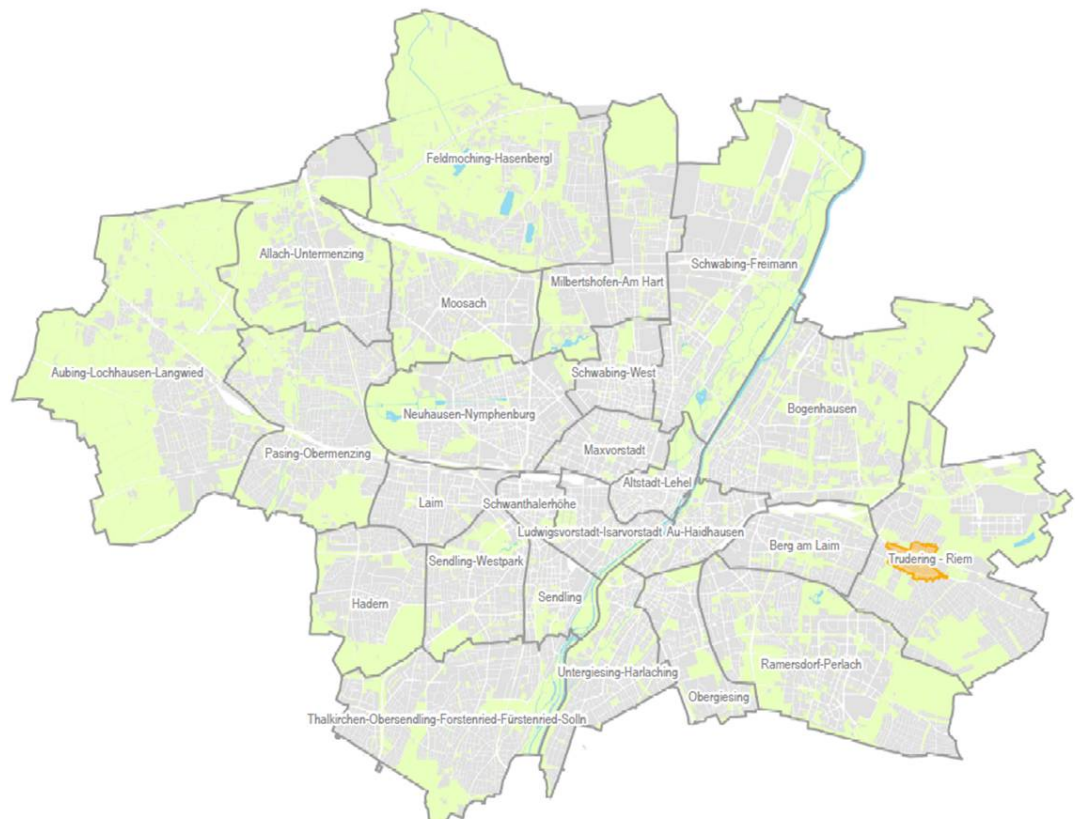 Feldmoching-Hasenbergl
Allach-Untermenzing
Schwabing-Freimann
Milbertshofen-Am Hart
Moosach
Aubing-Lochhausen-Langwied
Schwabing-West
Neuhausen-Nymphenburg
Bogenhausen
Maxvorstadt
Pasing-Obermenzing
Altstadt-Lehel
Laim
Schwanthalerhöhe
Ludwigsvorstadt-Isarvorstadt
Au-Haidhausen
Berg am Laim
Trudering - Riem
Sendling-Westpark
Sendling
Hadern
Untergiesing-Harlaching
Ramersdorf-Perlach
Obergiesing
Thalkirchen-Obersendling-Forstenried-Fürstenried-Solln